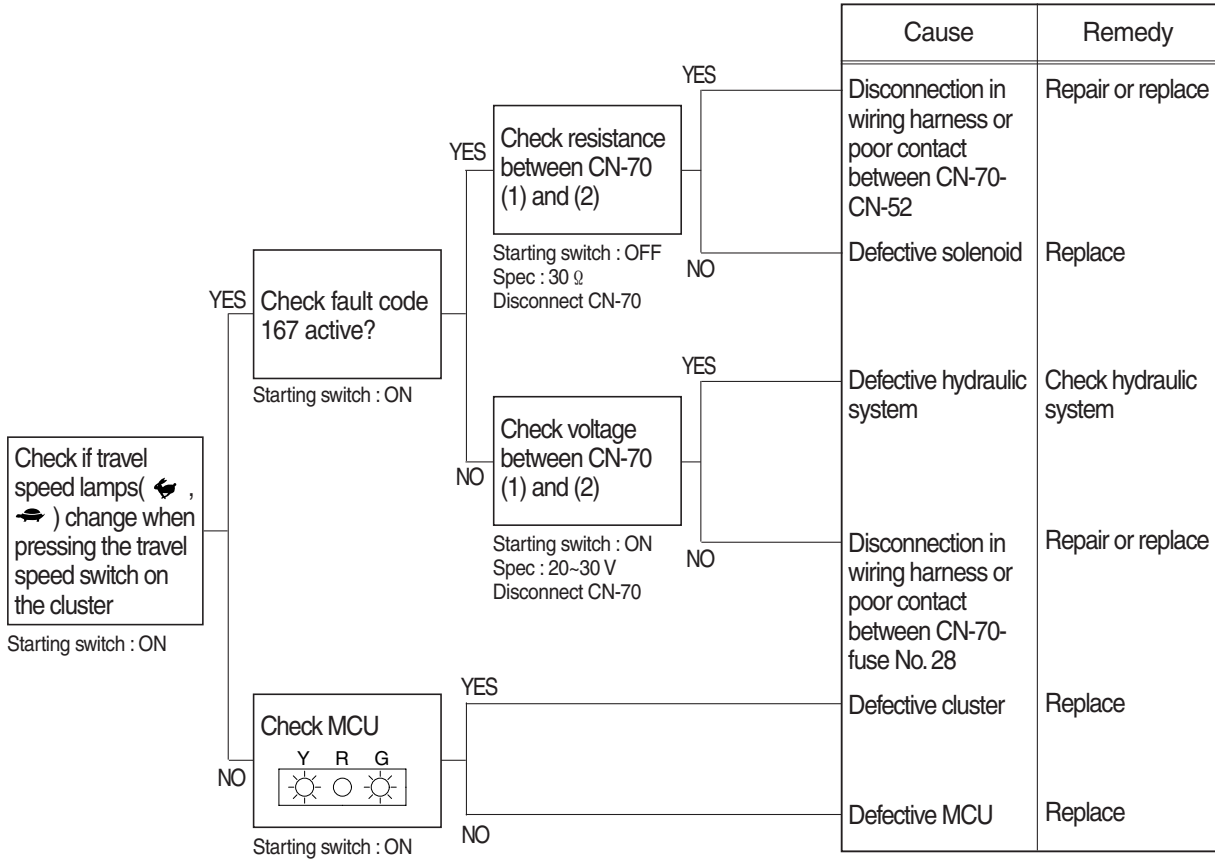 Cause
Remedy
YES
Disconnection in
wiring harness or
poor contact
between CN-70-
CN-52
Repair or replace
YES
Check resistance
between CN-70
(1) and (2)
Starting switch : OFF
Spec : 30 Ω
Disconnect CN-70
NO
Defective solenoid
Replace
YES
Check fault code
167 active?
Starting switch : ON
YES
Defective hydraulic
system
Check hydraulic
system
NO
Check voltage
between CN-70
(1) and (2)
Starting switch : ON
Spec : 20~30 V
Disconnect CN-70
NO
Disconnection in
wiring harness or
poor contact
between CN-70-
fuse No. 28
Repair or replace
Check if travel
speed lamps( ,
) change when
pressing the travel
speed switch on
the cluster
Starting switch : ON
NO
Check MCU
Y R G
Starting switch : ON
YES
Defective cluster
Replace
NO
Defective MCU
Replace